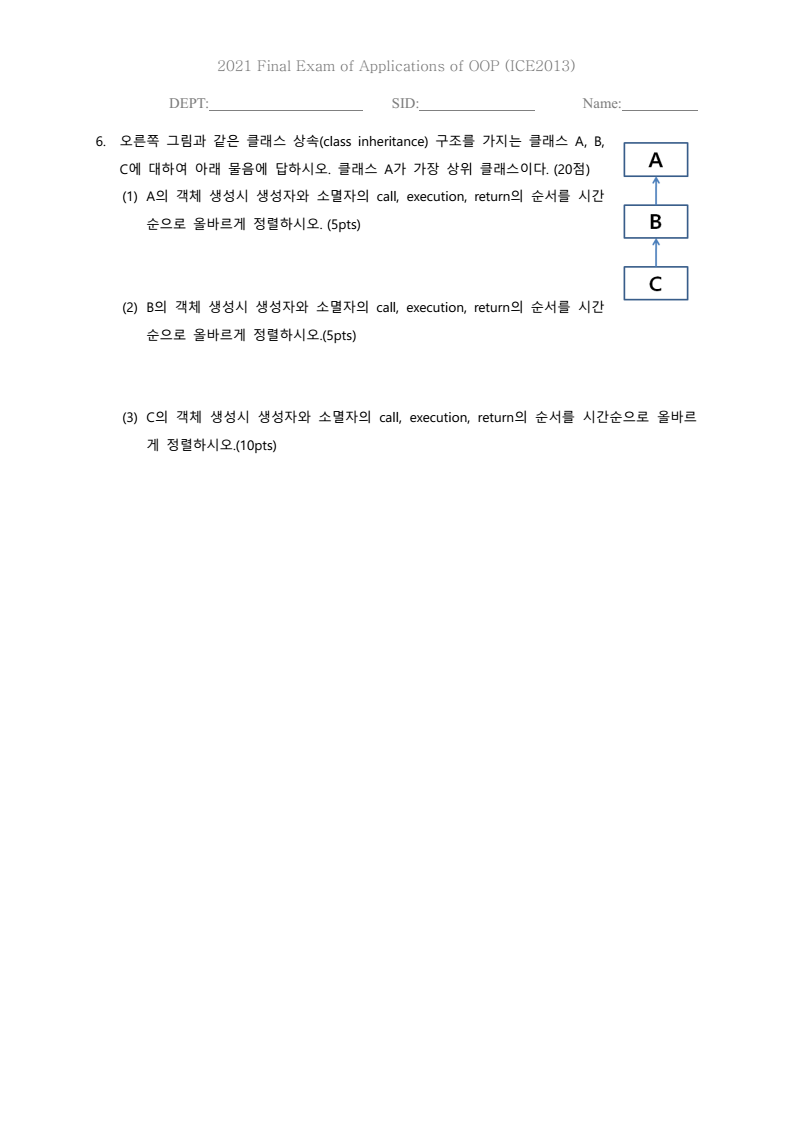 2021 Final Exam of Applications of OOP (ICE2013)
DEPT:______________________ SID:_________________ Name:___________
6. 오른쪽 그림과 같은 클래스 상속(class inheritance) 구조를 가지는 클래스 A, B,
C에 대하여 아래 물음에 답하시오. 클래스 A가 가장 상위 클래스이다. (20점)
(1) A의 객체 생성시 생성자와 소멸자의 call, execution, return의 순서를 시간
순으로 올바르게 정렬하시오. (5pts)
(2) B의 객체 생성시 생성자와 소멸자의 call, execution, return의 순서를 시간
순으로 올바르게 정렬하시오.(5pts)
(3) C의 객체 생성시 생성자와 소멸자의 call, execution, return의 순서를 시간순으로 올바르
게 정렬하시오.(10pts)
A
B
C